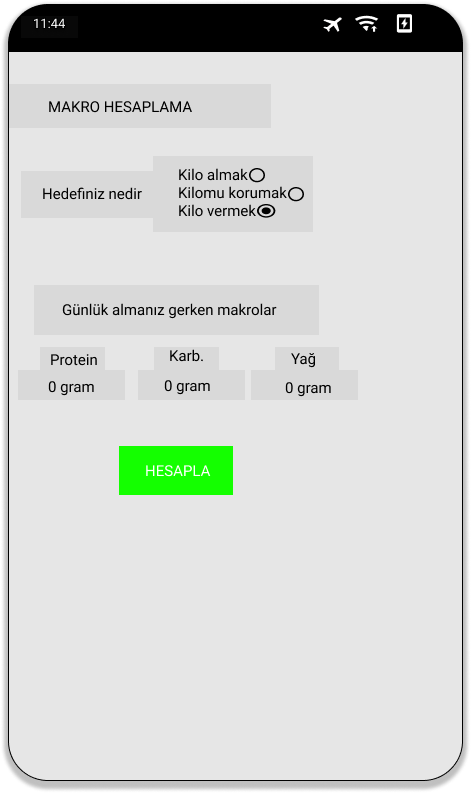 11:44
MAKRO HESAPLAMA
Hedefiniz nedir
Kilo almak
Kilomu korumak
Kilo vermek
Günlük almanız gerken makrolar
Protein Karb. Yağ
0 gram 0 gram 0 gram
HESAPLA